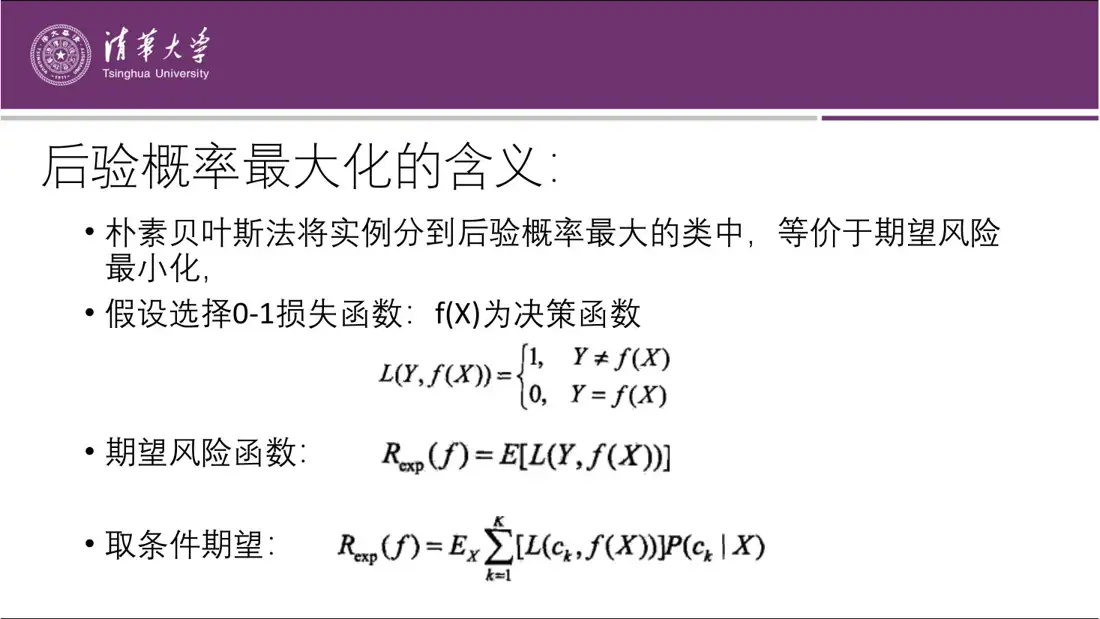 清华大学
Tsinghua University
后验概率最大化的含义：
• 朴素贝叶斯法将实例分到后验概率最大的类中，等价于期望风险
最小化，
• 假设选择0-1损失函数：f(X)为决策函数
L(Y, f(X)) = { 1, Y ≠ f(X)
0, Y = f(X)
• 期望风险函数： R_exp(f) = E[L(Y, f(X))]
• 取条件期望： R_exp(f) = E_X ∑_{k=1}^{K} [L(c_k, f(X))]P(c_k | X)